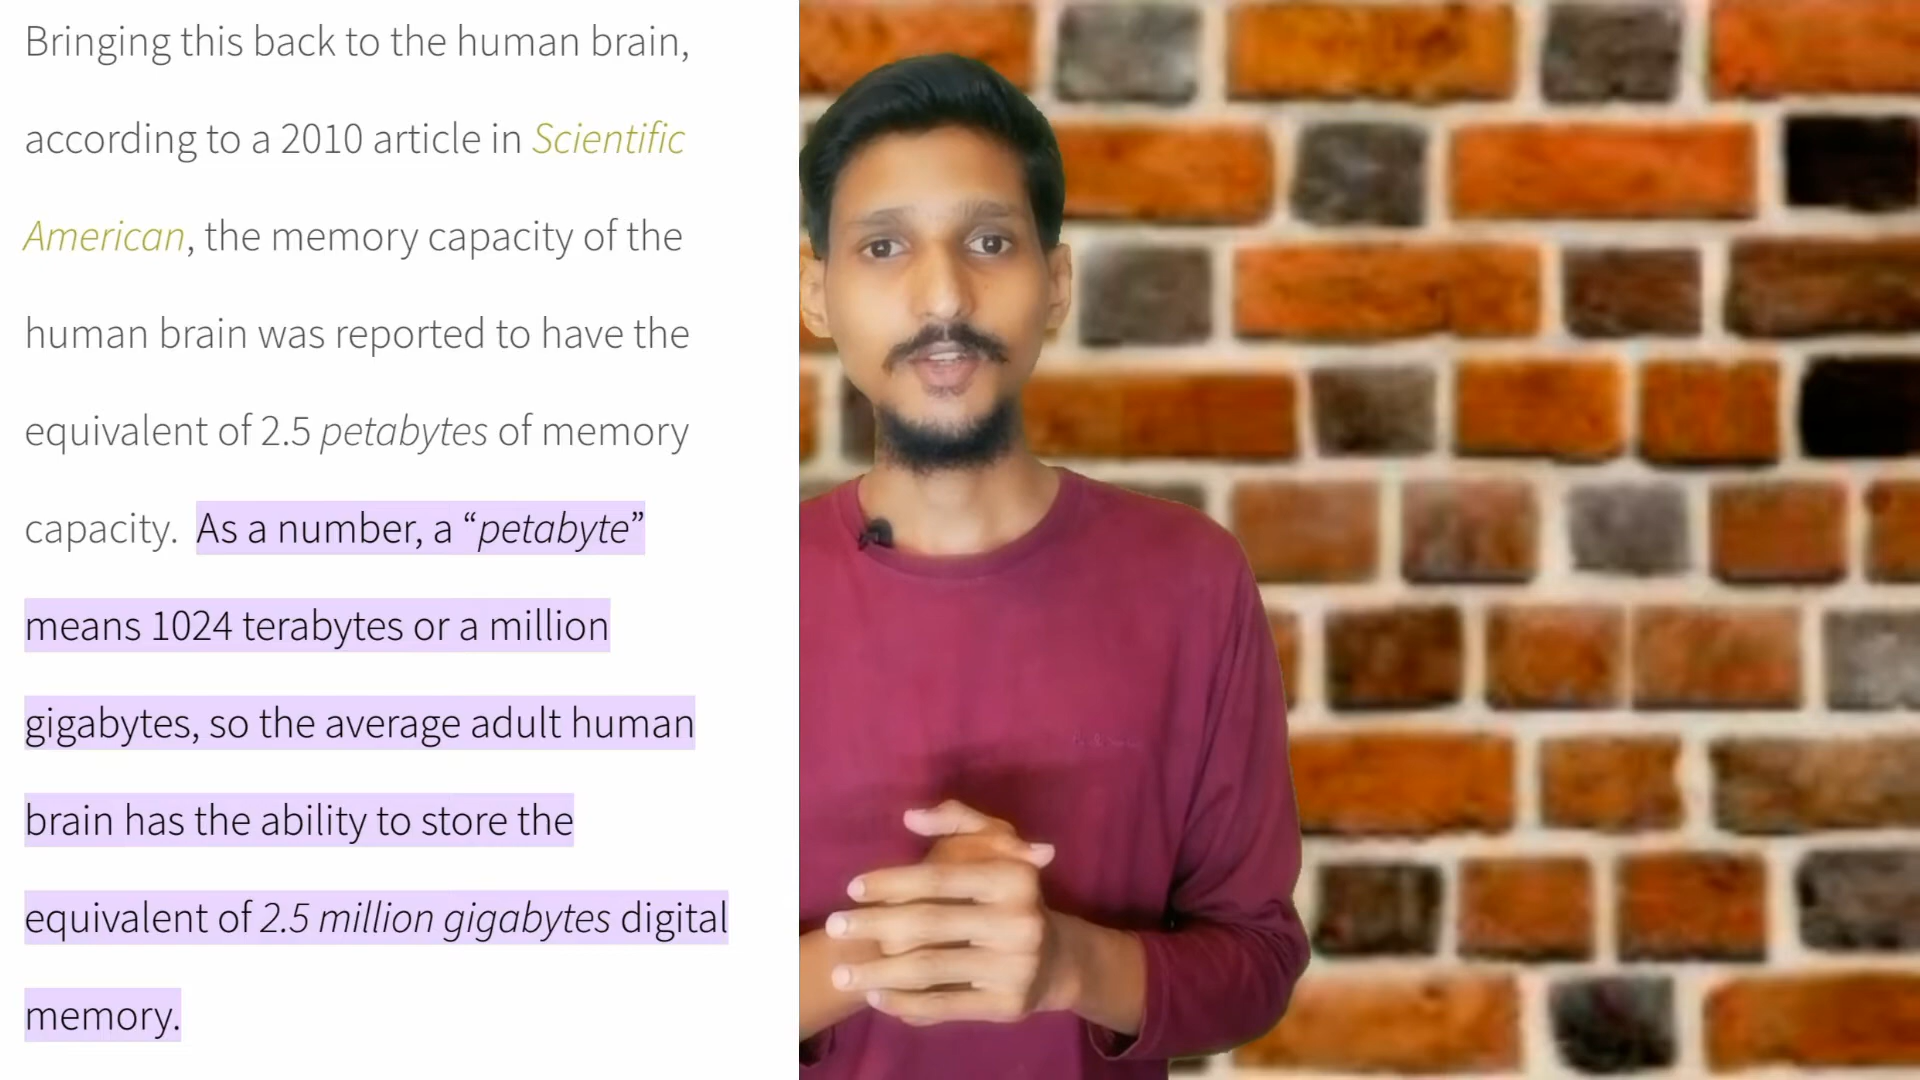 Bringing this back to the human brain,
according to a 2010 article in Scientific
American, the memory capacity of the
human brain was reported to have the
equivalent of 2.5 petabytes of memory
capacity. As a number, a “petabyte”
means 1024 terabytes or a million
gigabytes, so the average adult human
brain has the ability to store the
equivalent of 2.5 million gigabytes digital
memory.